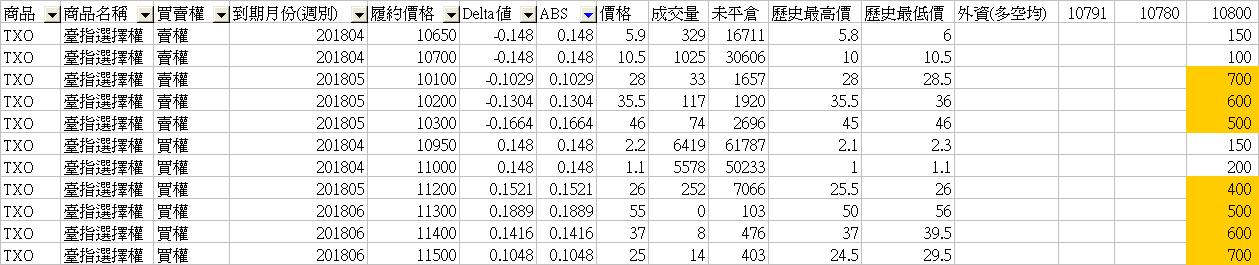 商品 商品名稱 買賣權 到期月份(週別) 履約價格 Delta值 ABS 價格 成交量 未平倉 歷史最高價 歷史最低價 外資(多空均) 10791 10780 10800
TXO 臺指選擇權 賣權 201804 10650 -0.148 0.148 5.9 329 16711 5.8 6 150
TXO 臺指選擇權 賣權 201804 10700 -0.148 0.148 10.5 1025 30606 10 10.5 100
TXO 臺指選擇權 賣權 201805 10100 -0.1029 0.1029 28 33 1657 28 28.5 700
TXO 臺指選擇權 賣權 201805 10200 -0.1304 0.1304 35.5 117 1920 35.5 36 600
TXO 臺指選擇權 賣權 201805 10300 -0.1664 0.1664 46 74 2696 45 46 500
TXO 臺指選擇權 買權 201804 10950 0.148 0.148 2.2 6419 61787 2.1 2.3 150
TXO 臺指選擇權 買權 201804 11000 0.148 0.148 1.1 5578 50233 1 1.1 200
TXO 臺指選擇權 買權 201805 11200 0.1521 0.1521 26 252 7066 25.5 26 400
TXO 臺指選擇權 買權 201806 11300 0.1889 0.1889 55 0 103 50 56 500
TXO 臺指選擇權 買權 201806 11400 0.1416 0.1416 37 8 476 37 39.5 600
TXO 臺指選擇權 買權 201806 11500 0.1048 0.1048 25 14 403 24.5 29.5 700